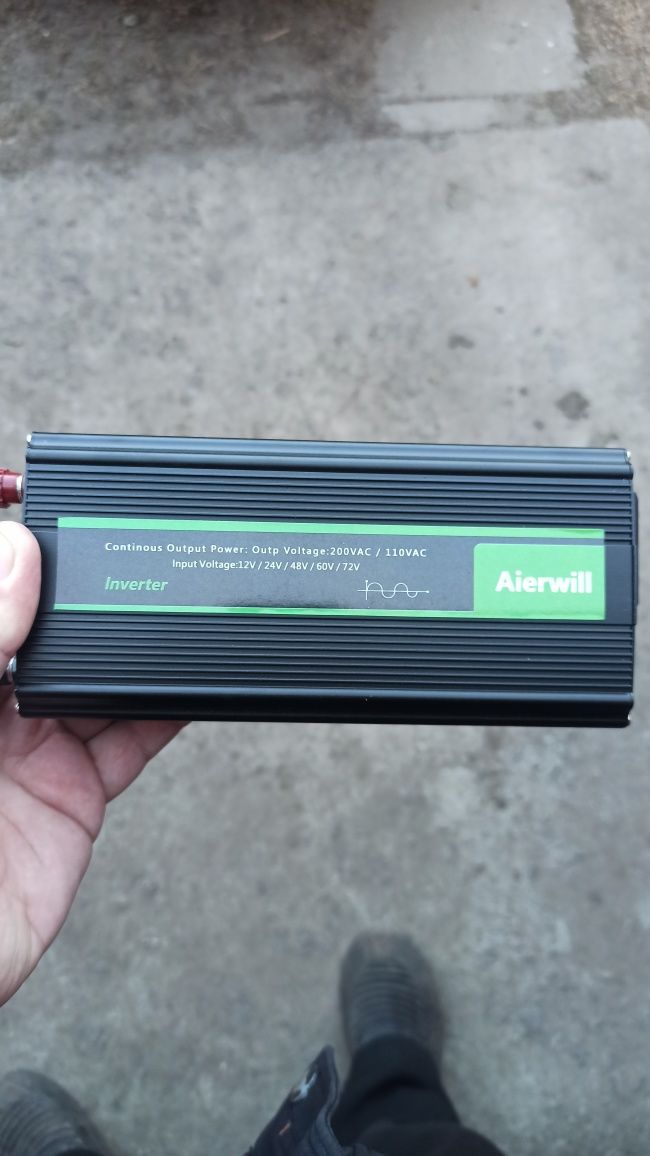 Continous Output Power: Outp Voltage:200VAC / 110VAC
Input Voltage:12V / 24V / 48V / 60V / 72V
Inverter
Aierwill